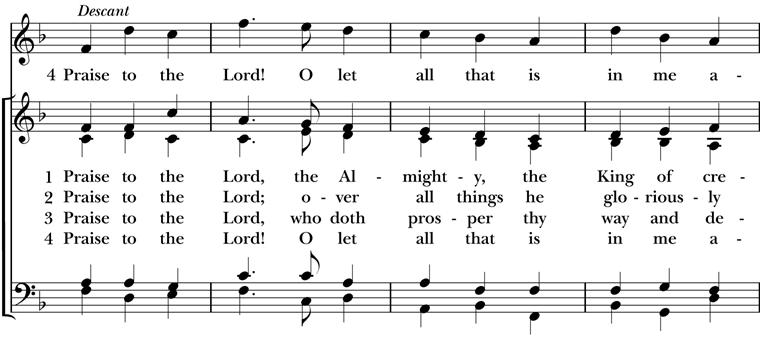 Descant
4 Praise to the Lord! O let all that is in me a -
1 Praise to the Lord, the Al - might - y, the King of cre -
2 Praise to the Lord; o - ver all things he glo - rious - ly
3 Praise to the Lord, who doth pros - per thy way and de -
4 Praise to the Lord! O let all that is in me a -